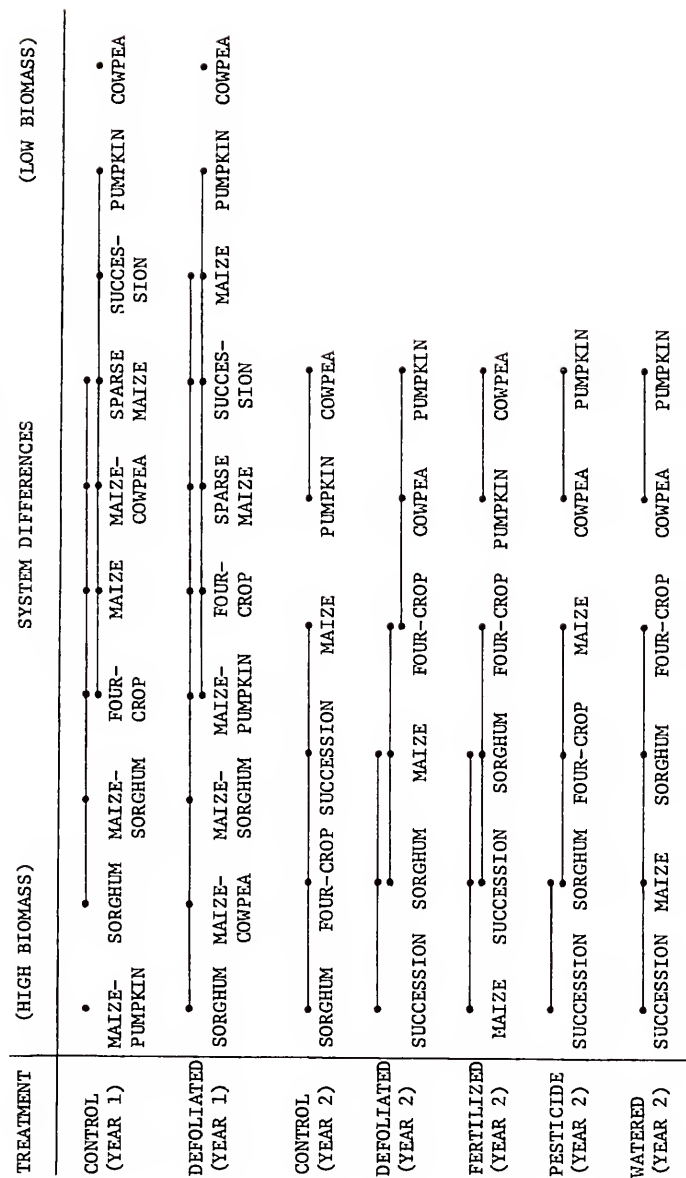 TREATMENT (HIGH BIOMASS) SYSTEM DIFFERENCES (LOW BIOMASS)
CONTROL MAIZE- SORGHUM MAIZE- FOUR- MAIZE MAIZE- SPARSE SUCCES- PUMPKIN COWPEA
(YEAR 1) PUMPKIN SORGHUM CROP COWPEA MAIZE SION
DEFOLIATED SORGHUM MAIZE- MAIZE- MAIZE- FOUR- SPARSE SUCCES- MAIZE PUMPKIN COWPEA
(YEAR 1) COWPEA SORGHUM PUMPKIN CROP MAIZE SION
CONTROL
(YEAR 2) SORGHUM FOUR-CROP SUCCESSION MAIZE PUMPKIN COWPEA
DEFOLIATED
(YEAR 2) SUCCESSION SORGHUM MAIZE FOUR-CROP COWPEA PUMPKIN
FERTILIZED
(YEAR 2) MAIZE SUCCESSION SORGHUM FOUR-CROP PUMPKIN COWPEA
PESTICIDE
(YEAR 2) SUCCESSION SORGHUM FOUR-CROP MAIZE COWPEA PUMPKIN
WATERED
(YEAR 2) SUCCESSION MAIZE SORGHUM FOUR-CROP COWPEA PUMPKIN